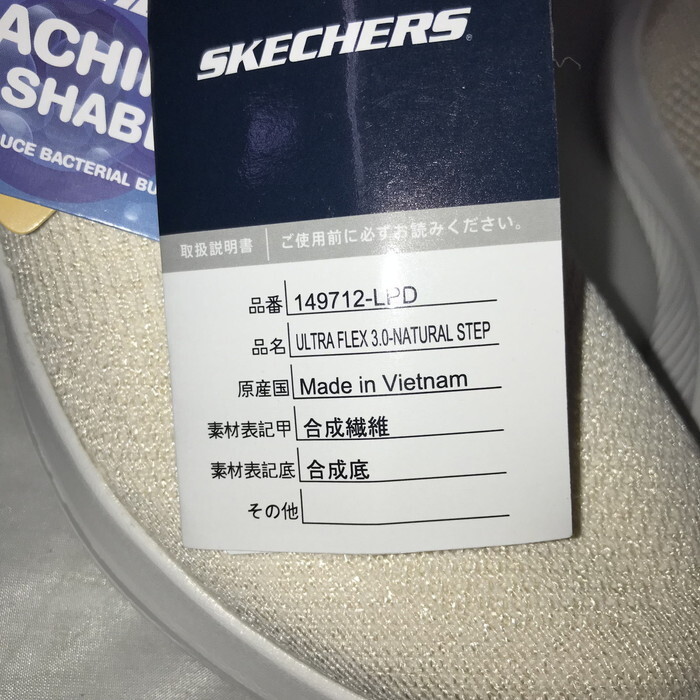 SKECHERS
取扱説明書 ご使用前に必ずお読みください。
品番 149712-LPD
品名 ULTRA FLEX 3.0-NATURAL STEP
原産国 Made in Vietnam
素材表記甲 合成繊維
素材表記底 合成底
その他
BACTERIAL